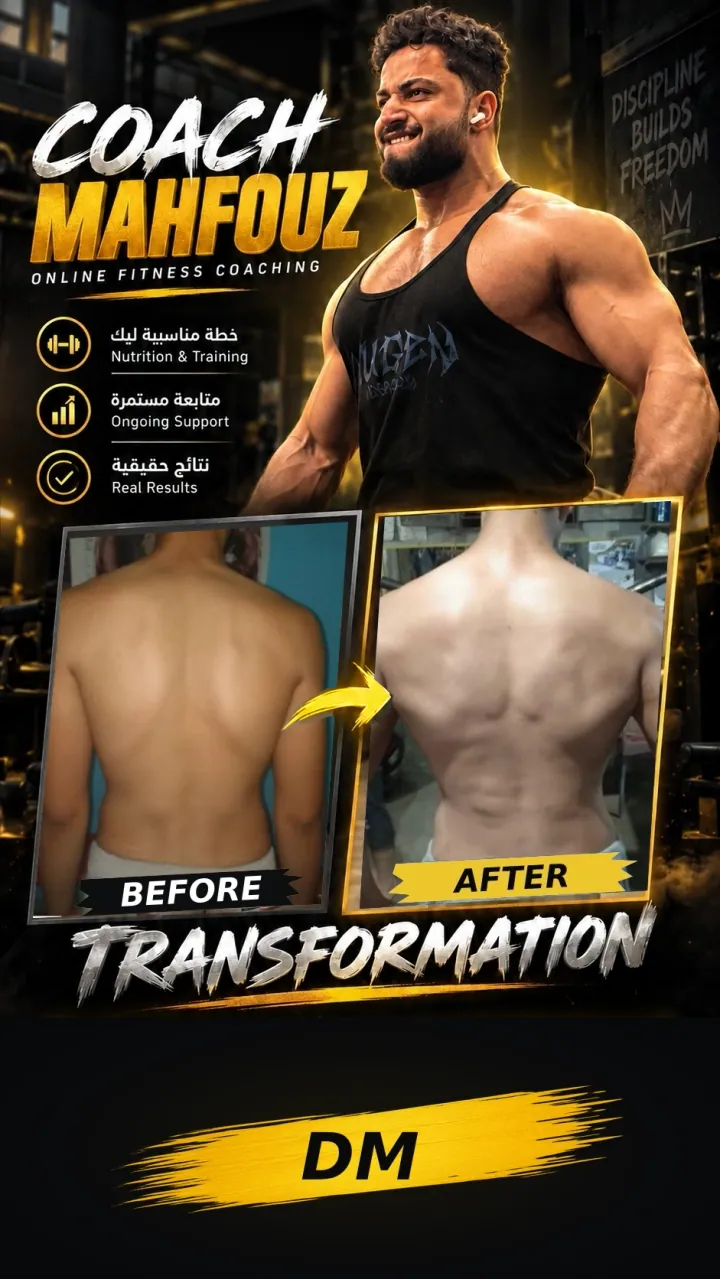 COACH
MAHFOUZ
ONLINE FITNESS COACHING
DISCIPLINE
BUILDS
FREEDOM
خطة مناسبية ليك
Nutrition & Training
متابعة مستمرة
Ongoing Support
نتائج حقيقية
Real Results
BEFORE
AFTER
TRANSFORMATION
DM